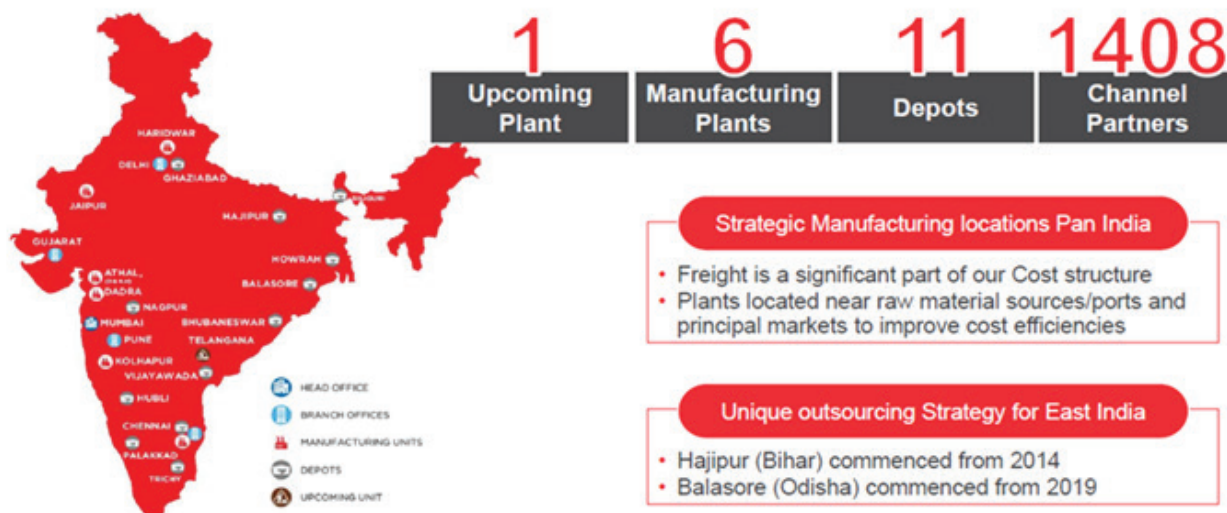 1
Upcoming
Plant
6
Manufacturing
Plants
11
Depots
1408
Channel
Partners
HARIDWAR
DELHI
GHAZIABAD
JAIPUR
HAJIPUR
GUJARAT
HOWRAH
ATHAL,
DADRA
BALASORE
NAGPUR
MUMBAI
BHUBANESWAR
PUNE
TELANGANA
KOLHAPUR
VIJAYAWADA
HUBLI
CHENNAI
PALAKKAD
TRICHY
HEAD OFFICE
BRANCH OFFICES
MANUFACTURING UNITS
DEPOTS
UPCOMING UNIT
Strategic Manufacturing locations Pan India
• Freight is a significant part of our Cost structure
• Plants located near raw material sources/ports and
principal markets to improve cost efficiencies
Unique outsourcing Strategy for East India
• Hajipur (Bihar) commenced from 2014
• Balasore (Odisha) commenced from 2019